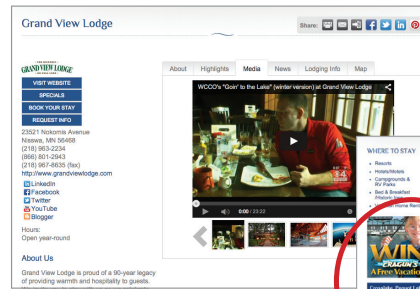 Grand View Lodge
Share:
GRAND VIEW LODGE
VISIT WEBSITE
SPECIALS
BOOK YOUR STAY
REQUEST INFO
23521 Nokomis Avenue
Nisswa, MN 56468
(218) 963-2234
(866) 801-2943
(218) 967-8635 (fax)
http://www.grandviewlodge.com
LinkedIn
Facebook
Twitter
YouTube
Blogger
Hours:
Open year-round
About Us
Grand View Lodge is proud of a 90-year legacy
of providing warmth and hospitality to guests.
About Highlights Media News Lodging Info Map
WCCO's "Goin' to the Lake" (winter version) at Grand View Lodge
0:00 / 23:22
WHERE TO STAY
Resorts
Hotels/Motels
Campgrounds &
RV Parks
Bed & Breakfast
WIN
A Free Vacation